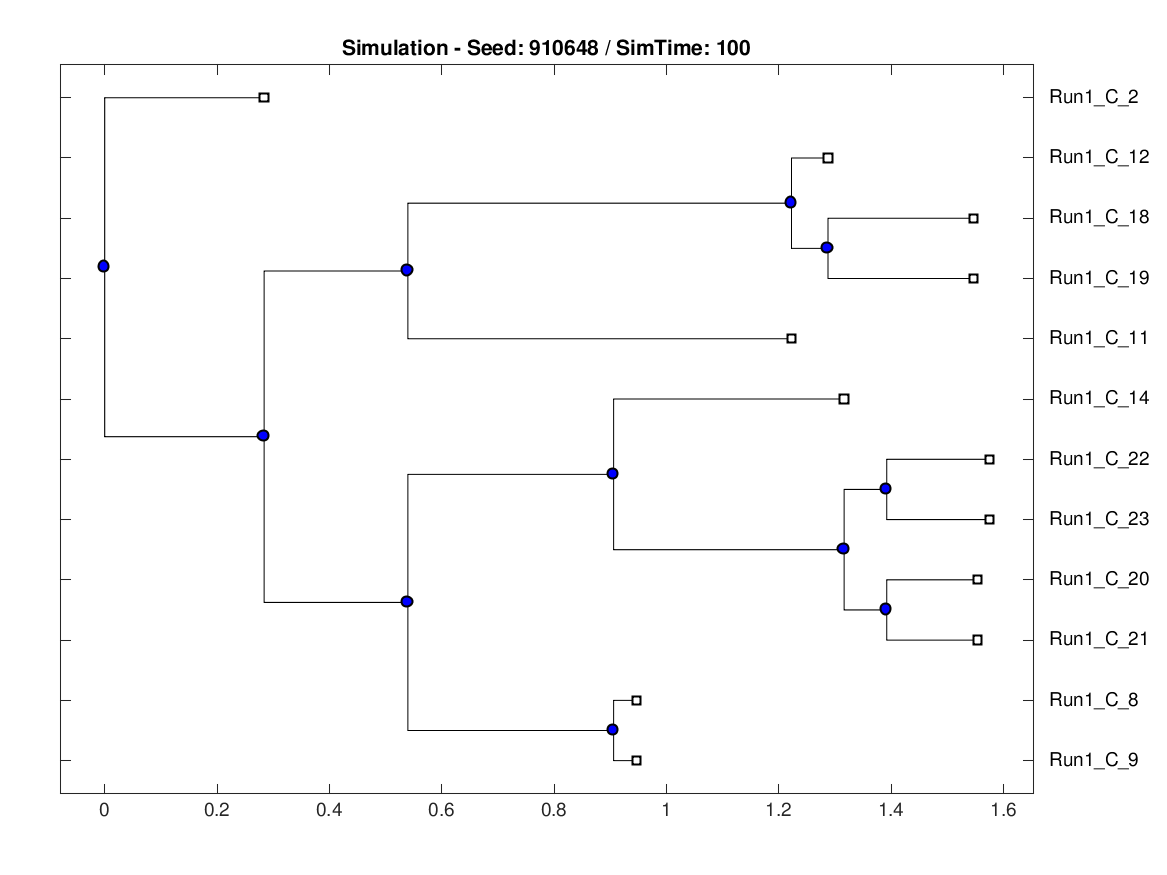 Simulation - Seed: 910648 / SimTime: 100
Run1_C_2
Run1_C_12
Run1_C_18
Run1_C_19
Run1_C_11
Run1_C_14
Run1_C_22
Run1_C_23
Run1_C_20
Run1_C_21
Run1_C_8
Run1_C_9
0 0.2 0.4 0.6 0.8 1 1.2 1.4 1.6